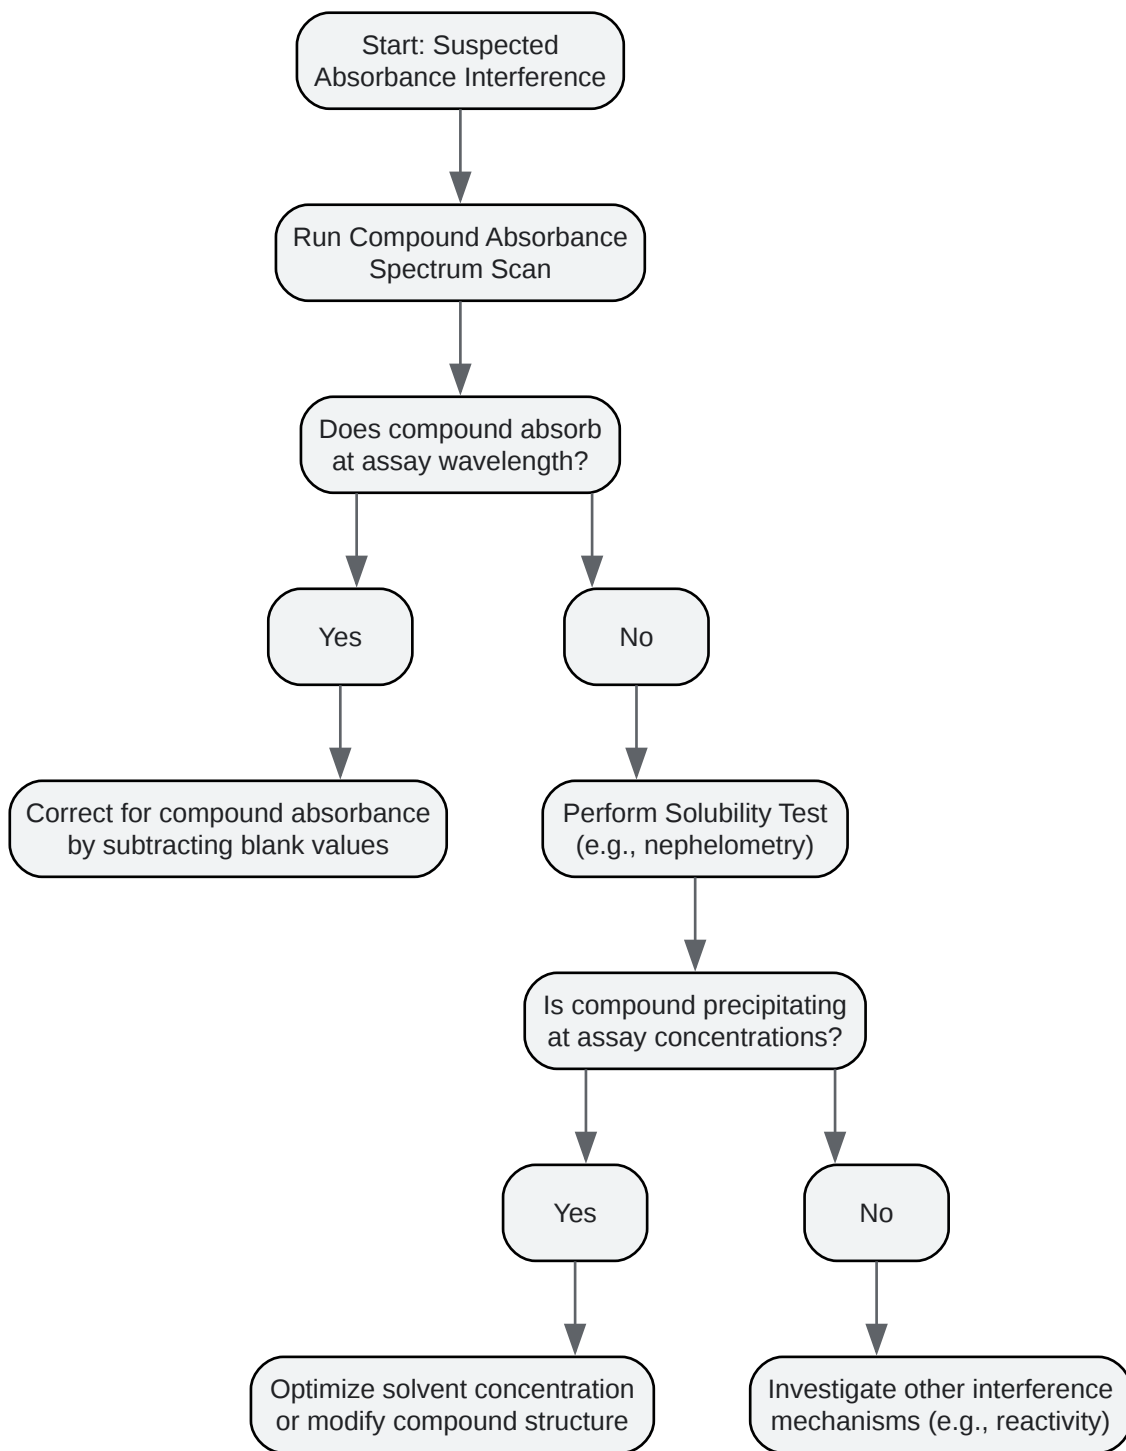 Start: Suspected
Absorbance Interference
Run Compound Absorbance
Spectrum Scan
Does compound absorb
at assay wavelength?
Yes
No
Correct for compound absorbance
by subtracting blank values
Perform Solubility Test
(e.g., nephelometry)
Is compound precipitating
at assay concentrations?
Yes
No
Optimize solvent concentration
or modify compound structure
Investigate other interference
mechanisms (e.g., reactivity)